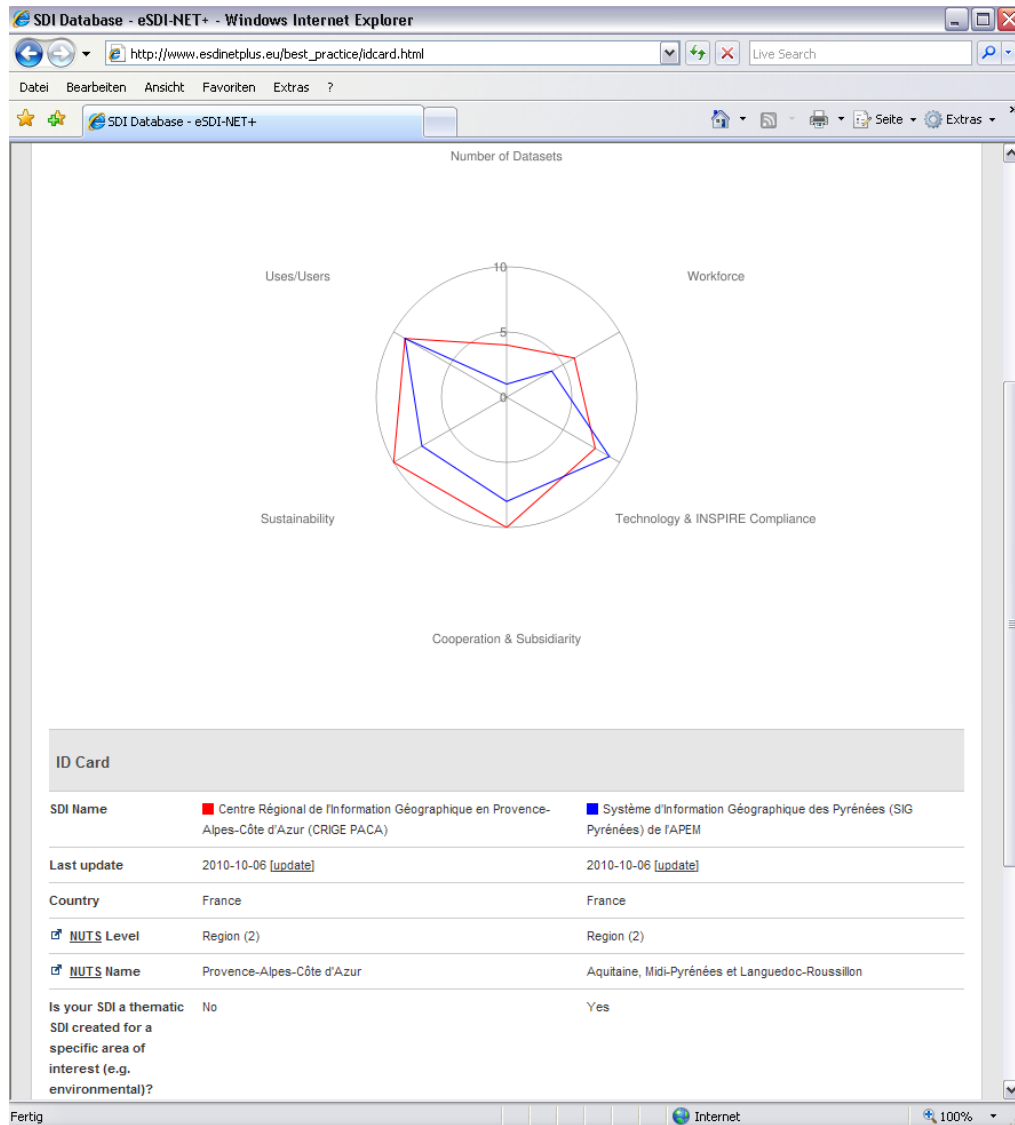 SDI Database - eSDI-NET+ - Windows Internet Explorer
http://www.esdinetplus.eu/best_practice/idcard.html
Live Search
Datei Bearbeiten Ansicht Favoriten Extras ?
SDI Database - eSDI-NET+
Seite
Extras
Number of Datasets
Uses/Users
10
Workforce
5
0
Sustainability
Technology & INSPIRE Compliance
Cooperation & Subsidiarity
ID Card
SDI Name
Centre Régional de l'Information Géographique en Provence-
Alpes-Côte d'Azur (CRIGE PACA)
Système d'Information Géographique des Pyrénées (SIG
Pyrénées) de l'APEM
Last update 2010-10-06 [update] 2010-10-06 [update]
Country France France
NUTS Level Region (2) Region (2)
NUTS Name Provence-Alpes-Côte d'Azur Aquitaine, Midi-Pyrénées et Languedoc-Roussillon
Is your SDI a thematic No Yes
SDI created for a
specific area of
interest (e.g.
environmental)?
Fertig Internet 100%